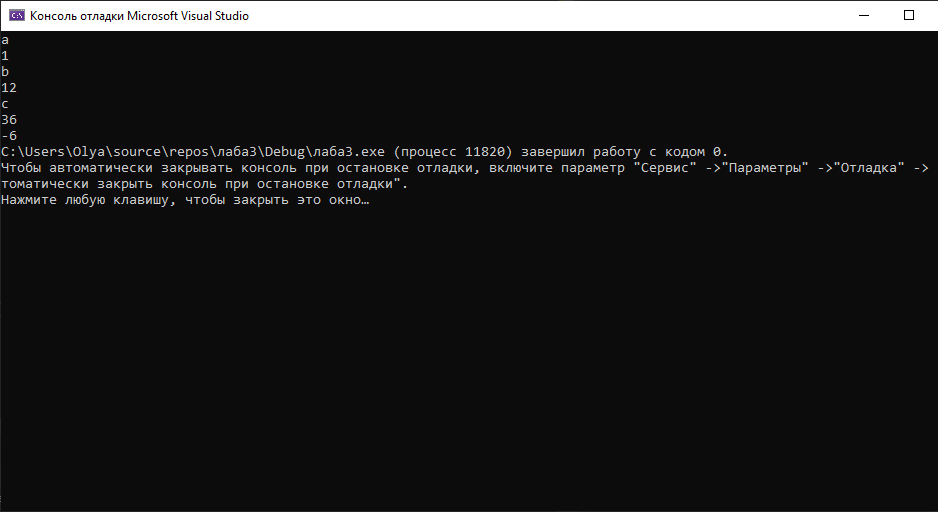 Консоль отладки Microsoft Visual Studio
a
1
b
12
c
36
-6
C:\Users\Olya\source\repos\лаба3\Debug\лаба3.exe (процесс 11820) завершил работу с кодом 0.
Чтобы автоматически закрывать консоль при остановке отладки, включите параметр "Сервис" ->"Параметры" ->"Отладка" ->
томатически закрыть консоль при остановке отладки".
Нажмите любую клавишу, чтобы закрыть это окно…